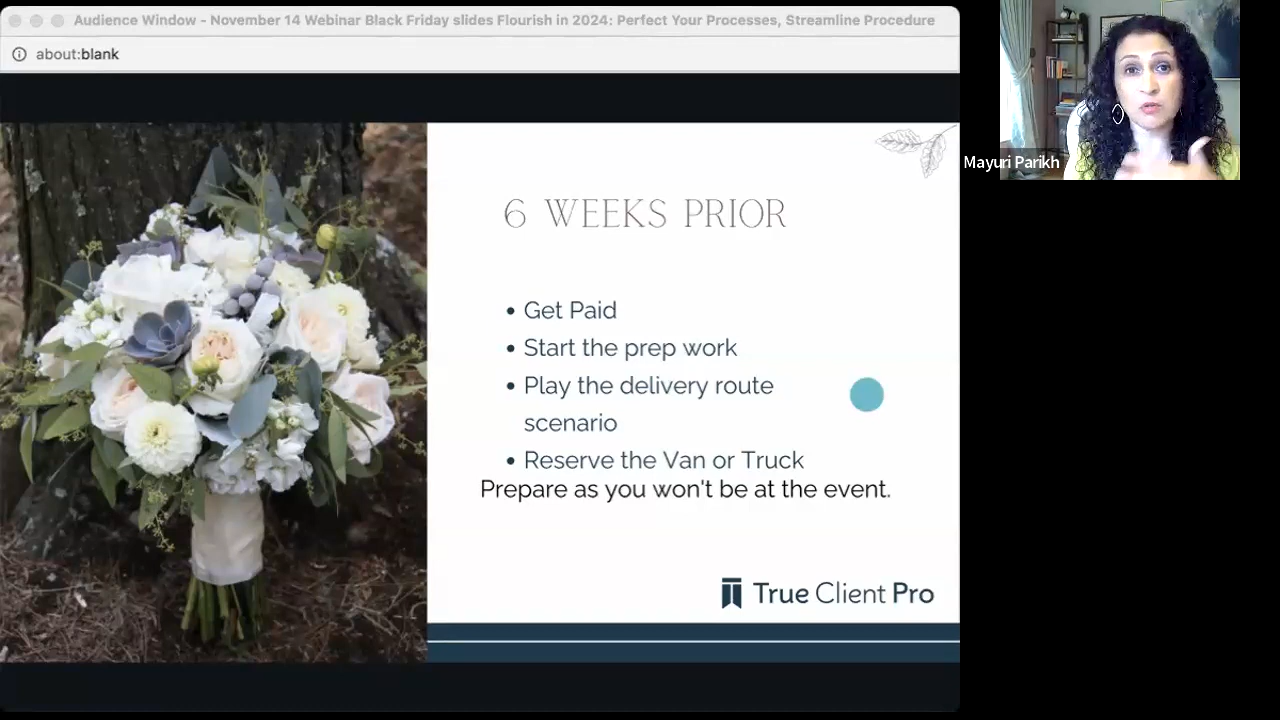 Audience Window - November 14 Webinar Black Friday slides Flourish in 2024: Perfect Your Processes, Streamline Procedure
about:blank
Mayuri Parikh
6 WEEKS PRIOR
• Get Paid
• Start the prep work
• Play the delivery route
scenario
• Reserve the Van or Truck
Prepare as you won't be at the event.
True Client Pro